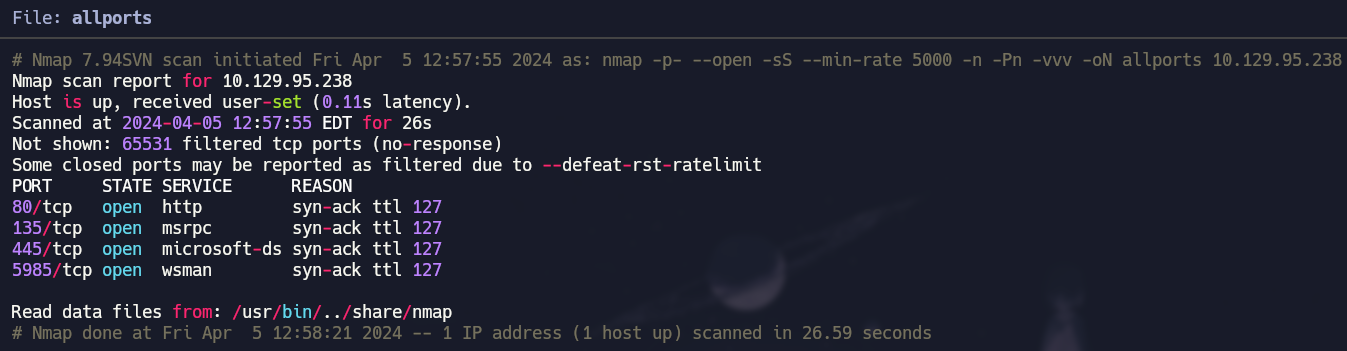 File: allports
# Nmap 7.94SVN scan initiated Fri Apr  5 12:57:55 2024 as: nmap -p- --open -sS --min-rate 5000 -n -Pn -vvv -oN allports 10.129.95.238
Nmap scan report for 10.129.95.238
Host is up, received user-set (0.11s latency).
Scanned at 2024-04-05 12:57:55 EDT for 26s
Not shown: 65531 filtered tcp ports (no-response)
Some closed ports may be reported as filtered due to --defeat-rst-ratelimit
PORT     STATE SERVICE      REASON
80/tcp   open  http         syn-ack ttl 127
135/tcp  open  msrpc        syn-ack ttl 127
445/tcp  open  microsoft-ds syn-ack ttl 127
5985/tcp open  wsman        syn-ack ttl 127
Read data files from: /usr/bin/../share/nmap
# Nmap done at Fri Apr  5 12:58:21 2024 -- 1 IP address (1 host up) scanned in 26.59 seconds